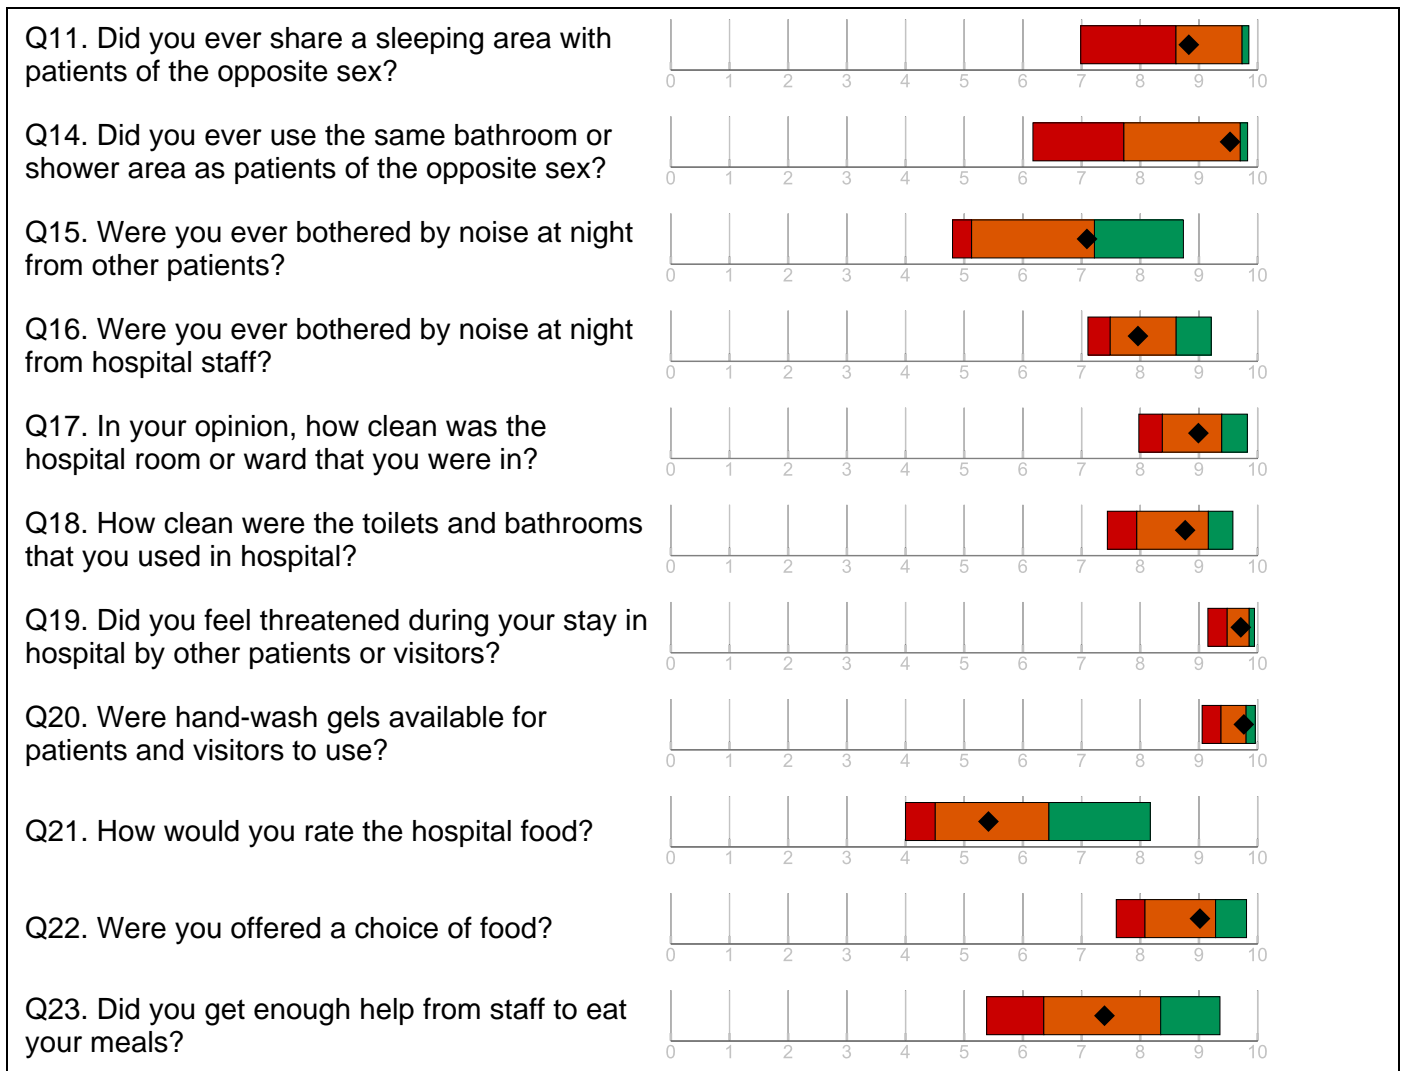 Q11. Did you ever share a sleeping area with
patients of the opposite sex?
0 1 2 3 4 5 6 7 8 9 10
Q14. Did you ever use the same bathroom or
shower area as patients of the opposite sex?
0 1 2 3 4 5 6 7 8 9 10
Q15. Were you ever bothered by noise at night
from other patients?
0 1 2 3 4 5 6 7 8 9 10
Q16. Were you ever bothered by noise at night
from hospital staff?
0 1 2 3 4 5 6 7 8 9 10
Q17. In your opinion, how clean was the
hospital room or ward that you were in?
0 1 2 3 4 5 6 7 8 9 10
Q18. How clean were the toilets and bathrooms
that you used in hospital?
0 1 2 3 4 5 6 7 8 9 10
Q19. Did you feel threatened during your stay in
hospital by other patients or visitors?
0 1 2 3 4 5 6 7 8 9 10
Q20. Were hand-wash gels available for
patients and visitors to use?
0 1 2 3 4 5 6 7 8 9 10
Q21. How would you rate the hospital food?
0 1 2 3 4 5 6 7 8 9 10
Q22. Were you offered a choice of food?
0 1 2 3 4 5 6 7 8 9 10
Q23. Did you get enough help from staff to eat
your meals?
0 1 2 3 4 5 6 7 8 9 10